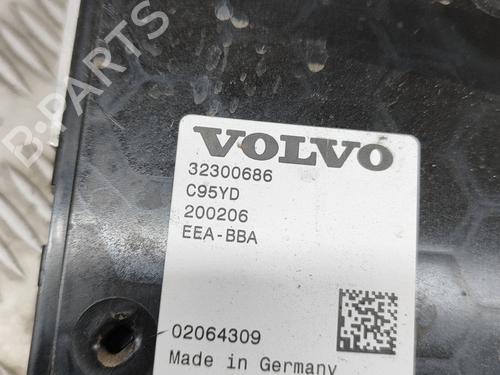 VOLVO
32300686
C95YD
200206
EEA-BBA
02064309
Made in Germany
B-PARTS